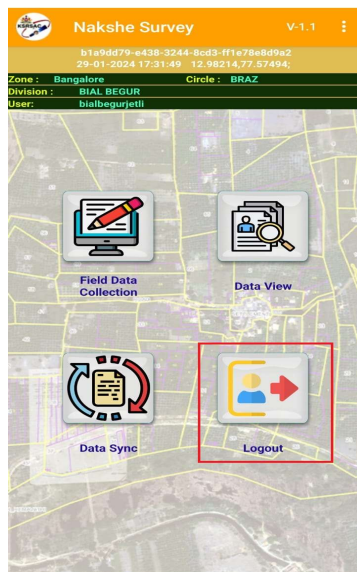 KSRSAC
Nakshe Survey V-1.1
b1a9dd79-e438-3244-8cd3-ff1e78e8d9a2
29-01-2024 17:31:49 12.98214,77.57494;
Zone : Bangalore Circle : BRAZ
Division : BIAL BEGUR
User: bialbegurjetli
Field Data
Collection
Data View
Data Sync
Logout